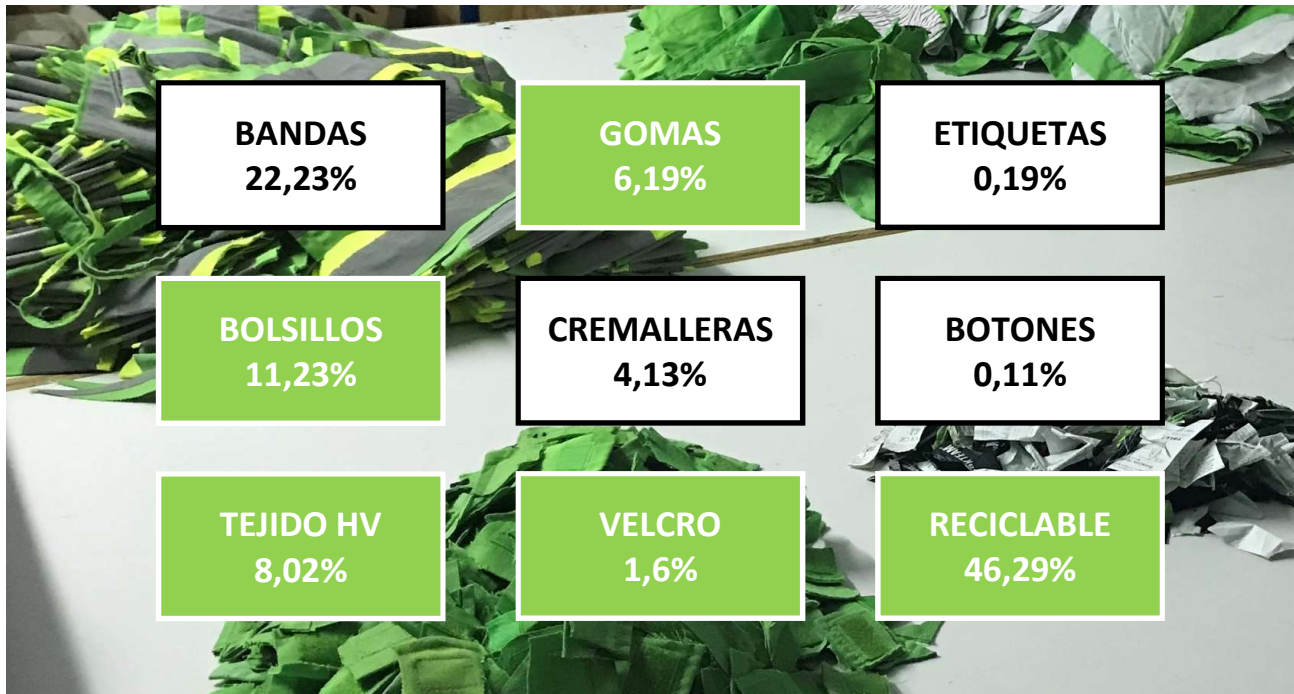 BANDAS
22,23%
GOMAS
6,19%
ETIQUETAS
0,19%
BOLSILLOS
11,23%
CREMALLERAS
4,13%
BOTONES
0,11%
TEJIDO HV
8,02%
VELCRO
1,6%
RECICLABLE
46,29%